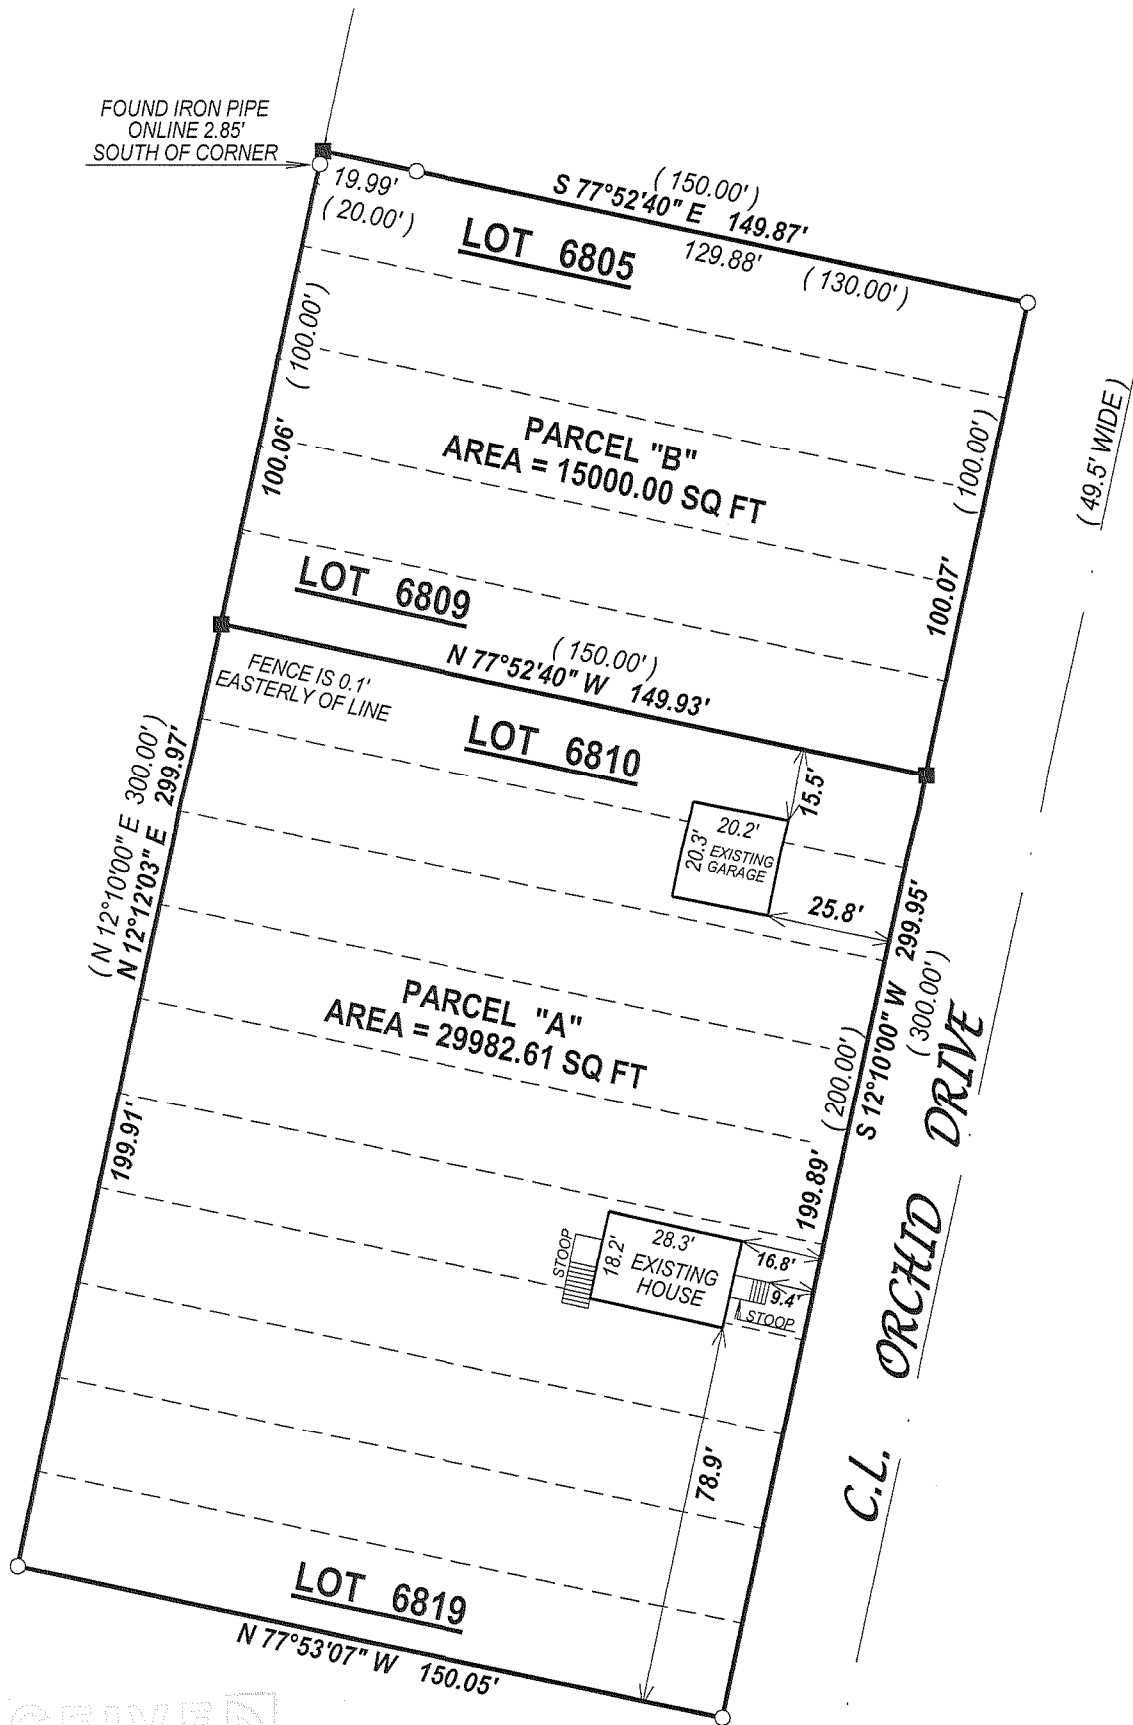 FOUND IRON PIPE
ONLINE 2.85'
SOUTH OF CORNER
19.99'
( 20.00' )
( 150.00' )
S 77°52'40" E 149.87'
129.88' ( 130.00' )
LOT 6805
( 100.00' )
100.06'
PARCEL "B"
AREA = 15000.00 SQ FT
( 100.00' )
100.07'
( 49.5' WIDE )
LOT 6809
( 150.00' )
N 77°52'40" W 149.93'
FENCE IS 0.1'
EASTERLY OF LINE
LOT 6810
15.5'
20.2'
20.3'
EXISTING
GARAGE
25.8'
( N 12°10'00" E 300.00' )
N 12°12'03" E 299.97'
S 12°10'00" W 299.95'
( 300.00' )
PARCEL "A"
AREA = 29982.61 SQ FT
( 200.00' )
199.91'
199.89'
C.L. ORCHID DRIVE
STOOP
18.2'
28.3'
EXISTING
HOUSE
16.8'
9.4'
STOOP
78.9'
LOT 6819
N 77°53'07" W 150.05'